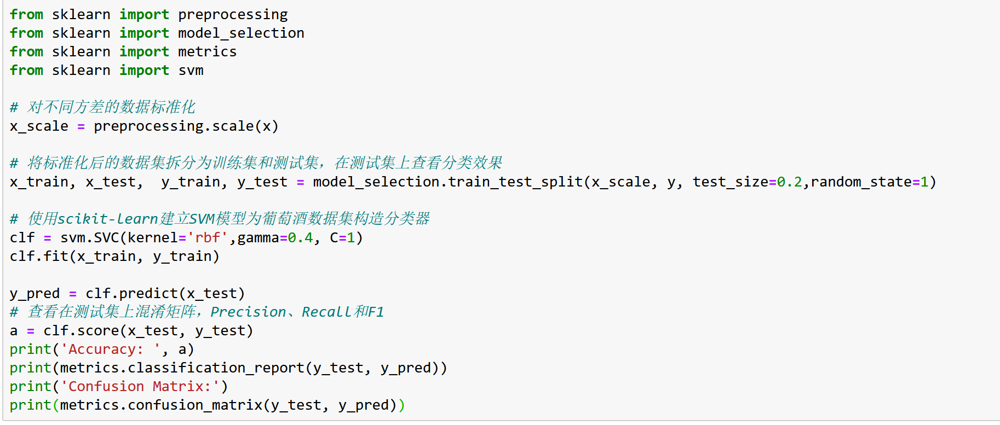 from sklearn import preprocessing
from sklearn import model_selection
from sklearn import metrics
from sklearn import svm
# 对不同方差的数据标准化
x_scale = preprocessing.scale(x)
# 将标准化后的数据集拆分为训练集和测试集，在测试集上查看分类效果
x_train, x_test,  y_train, y_test = model_selection.train_test_split(x_scale, y, test_size=0.2,random_state=1)
# 使用scikit-learn建立SVM模型为葡萄酒数据集构造分类器
clf = svm.SVC(kernel='rbf',gamma=0.4, C=1)
clf.fit(x_train, y_train)
y_pred = clf.predict(x_test)
# 查看在测试集上混淆矩阵，Precision、Recall和F1
a = clf.score(x_test, y_test)
print('Accuracy: ', a)
print(metrics.classification_report(y_test, y_pred))
print('Confusion Matrix:')
print(metrics.confusion_matrix(y_test, y_pred))